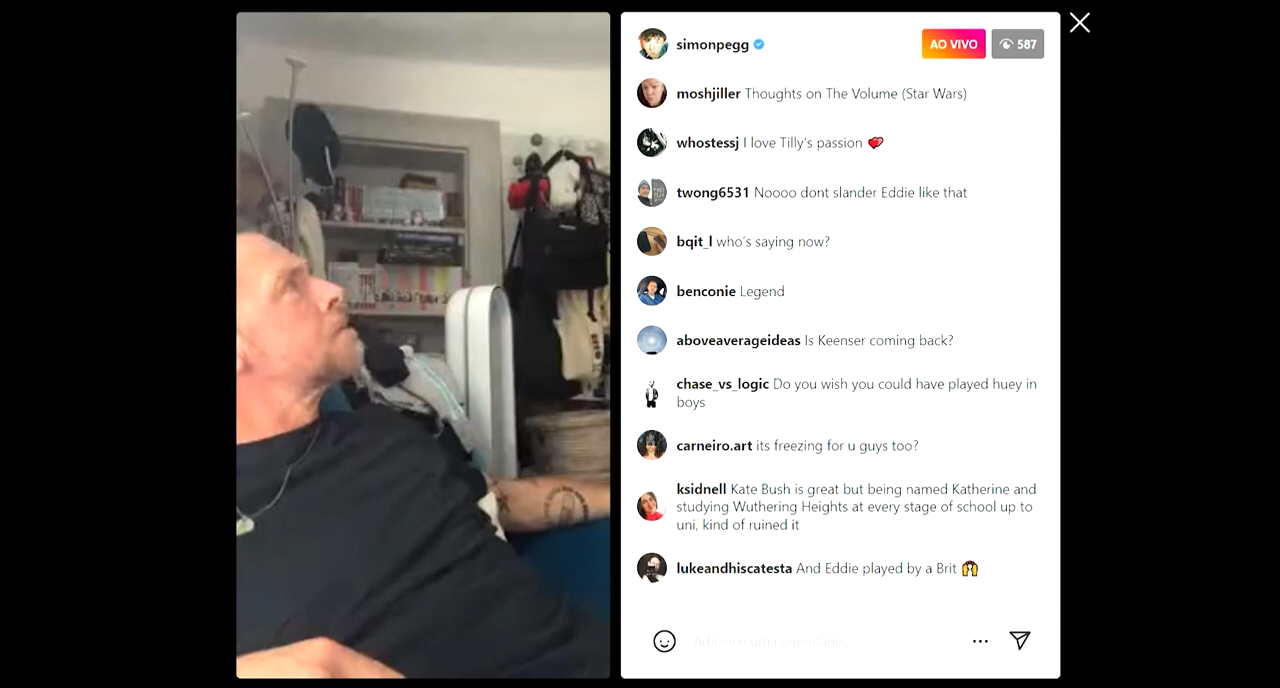 simonpegg
AO VIVO
587
moshjiller Thoughts on The Volume (Star Wars)
whostessj I love Tilly's passion 💞
twong6531 Noooo dont slander Eddie like that
bqit_l who's saying now?
benconie Legend
aboveaverageideas Is Keenser coming back?
chase_vs_logic Do you wish you could have played huey in
boys
carneiro.art its freezing for u guys too?
ksidnell Kate Bush is great but being named Katherine and
studying Wuthering Heights at every stage of school up to
uni, kind of ruined it
lukeandhiscatesta And Eddie played by a Brit 🙌
Adicione um comentário...